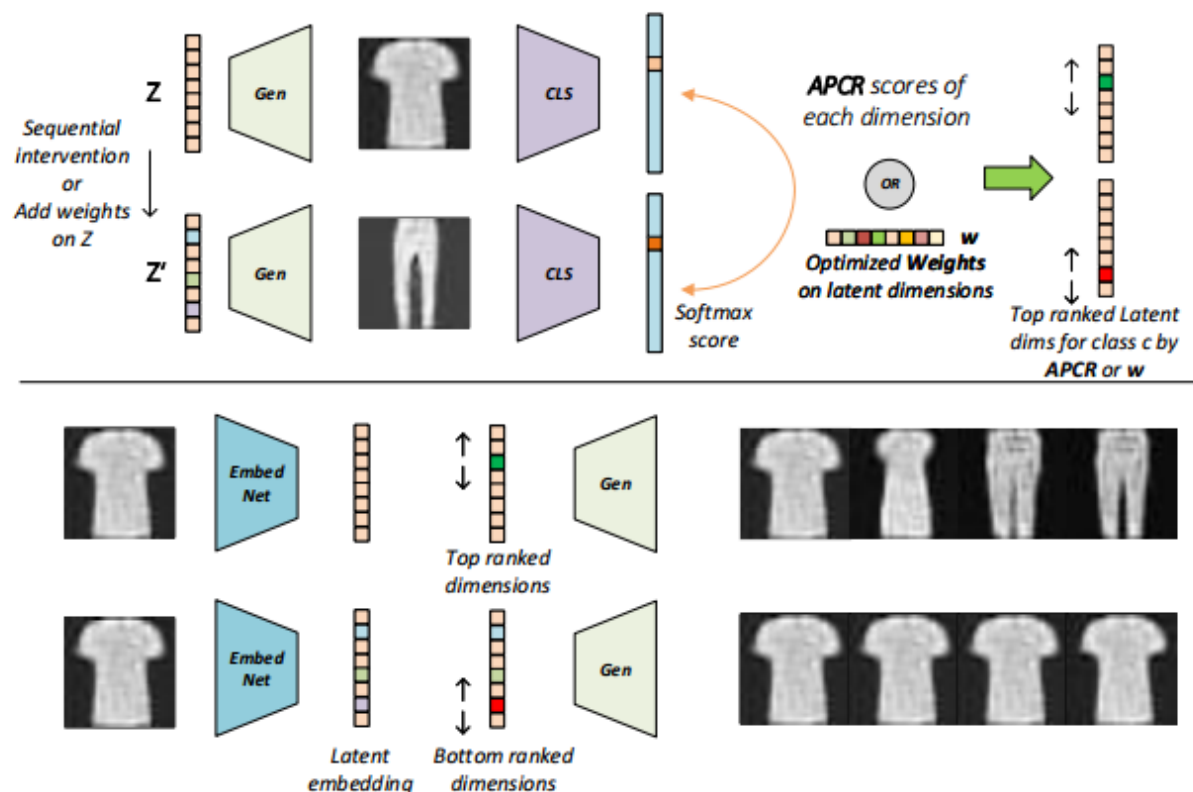 Z
Gen
CLS
Sequential
intervention
or
Add weights
on Z
Z'
Gen
CLS
Softmax
score
APCR scores of
each dimension
OR
w
Optimized Weights
on latent dimensions
Top ranked Latent
dims for class c by
APCR or w
Embed
Net
Top ranked
dimensions
Gen
Embed
Net
Latent
embedding
Bottom ranked
dimensions
Gen